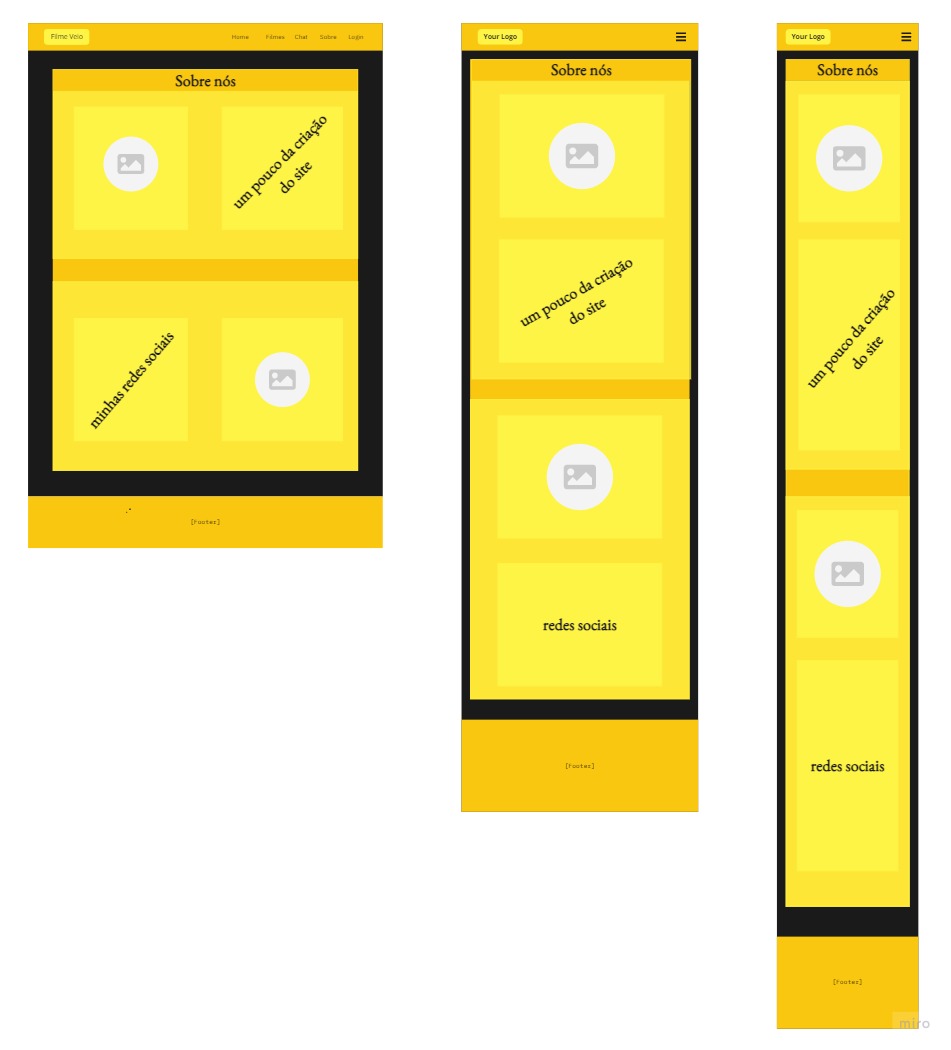 Filme Veio
Home Filmes Chat Sobre Login
Sobre nós
um pouco da criação
do site
minhas redes sociais
[Footer]
Your Logo
Sobre nós
um pouco da criação
do site
redes sociais
[Footer]
Your Logo
Sobre nós
um pouco da criação
do site
redes sociais
[Footer]
miro